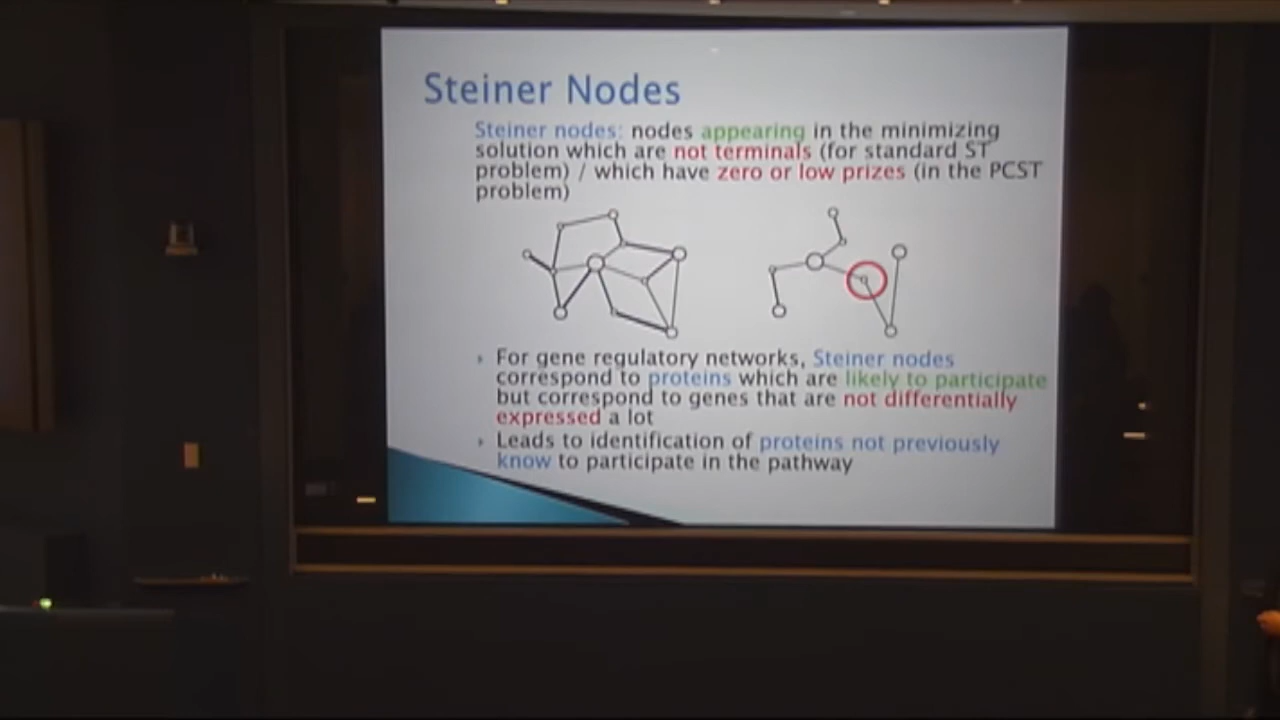 Steiner Nodes
Steiner nodes: nodes appearing in the minimizing
solution which are not terminals (for standard ST
problem) / which have zero or low prizes (in the PCST
problem)
For gene regulatory networks, Steiner nodes
correspond to proteins which are likely to participate
but correspond to genes that are not differentially
expressed a lot
Leads to identification of proteins not previously
know to participate in the pathway